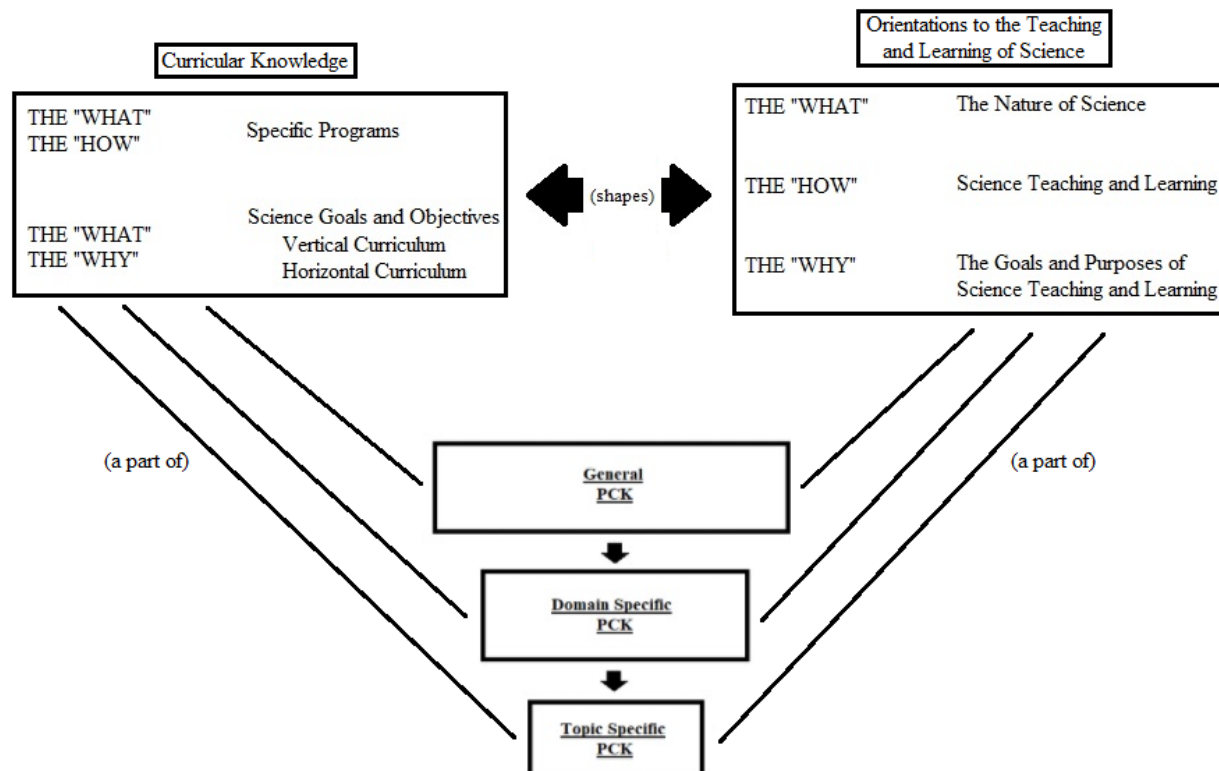 Curricular Knowledge
Orientations to the Teaching
and Learning of Science
THE "WHAT"
THE "HOW"
Specific Programs
THE "WHAT"
THE "WHY"
Science Goals and Objectives
Vertical Curriculum
Horizontal Curriculum
(shapes)
THE "WHAT"
The Nature of Science
THE "HOW"
Science Teaching and Learning
THE "WHY"
The Goals and Purposes of
Science Teaching and Learning
(a part of)
(a part of)
General
PCK
Domain Specific
PCK
Topic Specific
PCK